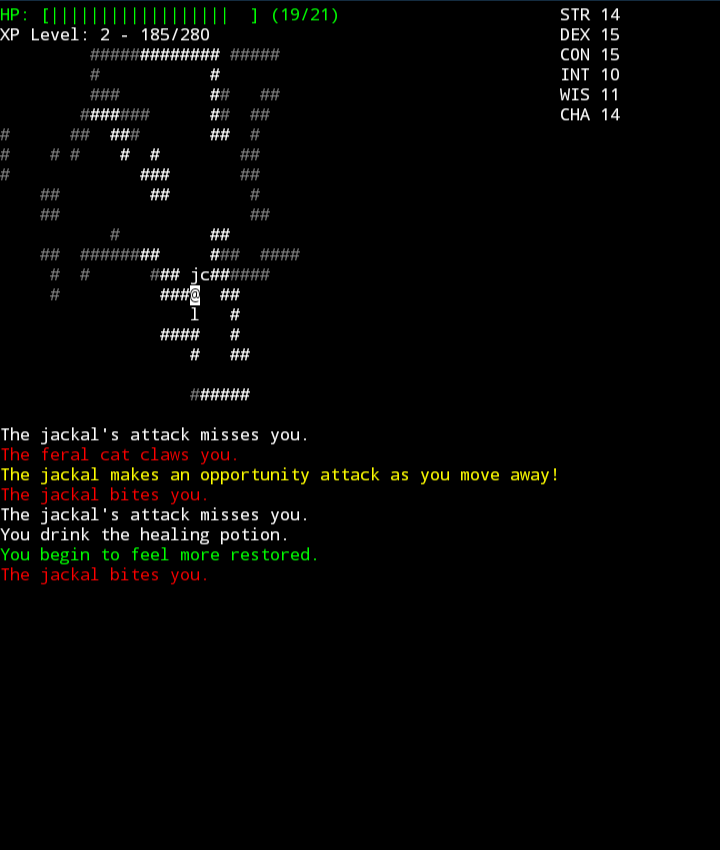 HP: [||||||||||||||||||  ] (19/21)                      STR 14
XP Level: 2 - 185/280                                   DEX 15
         #############  #####                           CON 15
         #           #                                  INT 10
         ###         ##   ##                            WIS 11
        #######      ##  ##                             CHA 14
#      ##  ###       ##  #
#    # #    #  #        ##
#             ###       ##
    ##         ##        #
    ##                   ##
           #         ##
    ##  ########     ###  ####
     #  #      ### jc#######
     #          ###@  ##
                   l   #
                ####   #
                   #   ##
                   ######
The jackal's attack misses you.
The feral cat claws you.
The jackal makes an opportunity attack as you move away!
The jackal bites you.
The jackal's attack misses you.
You drink the healing potion.
You begin to feel more restored.
The jackal bites you.